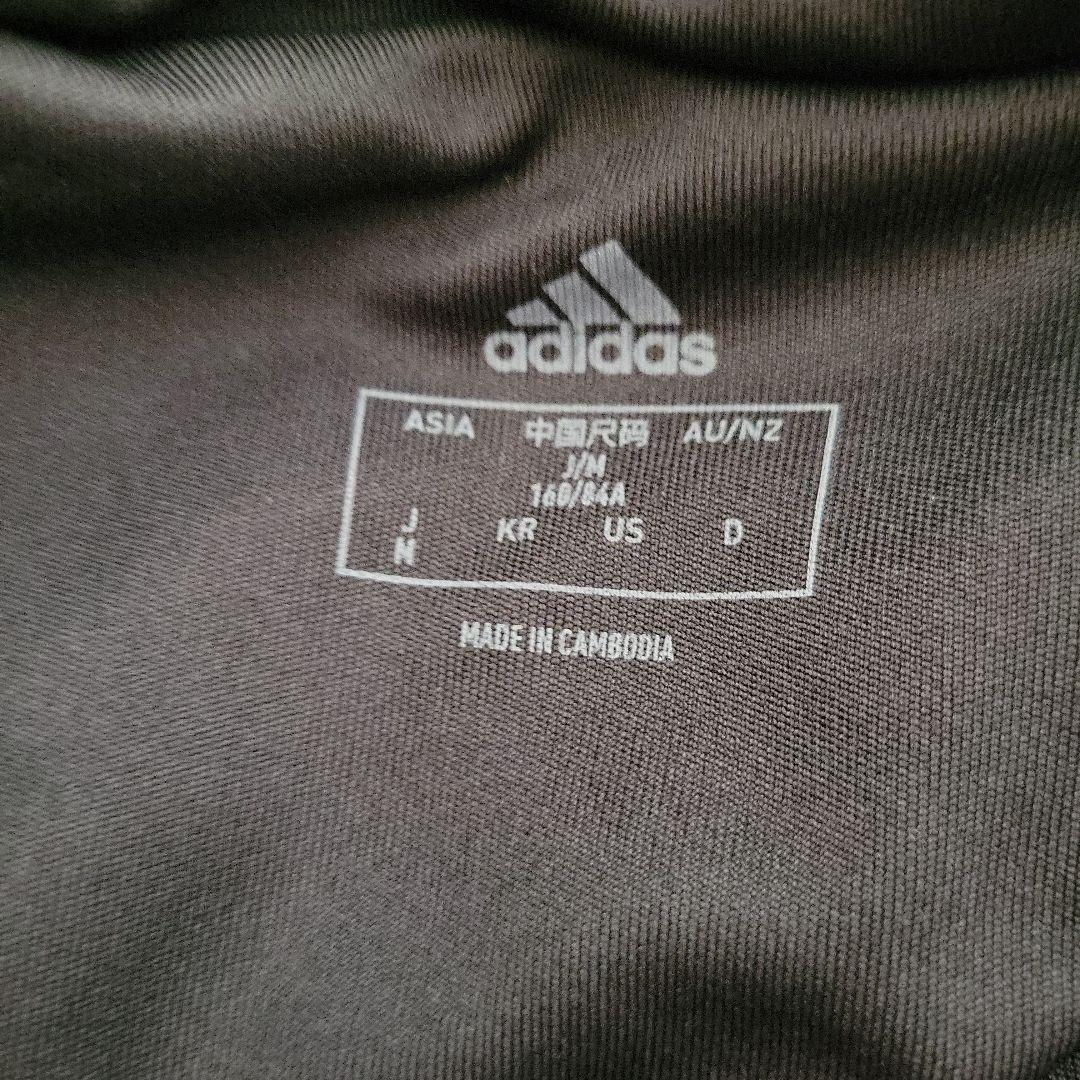 adidas
ASIA 中国尺码 AU/NZ
J/M
160/84A
J KR US D
M
MADE IN CAMBODIA